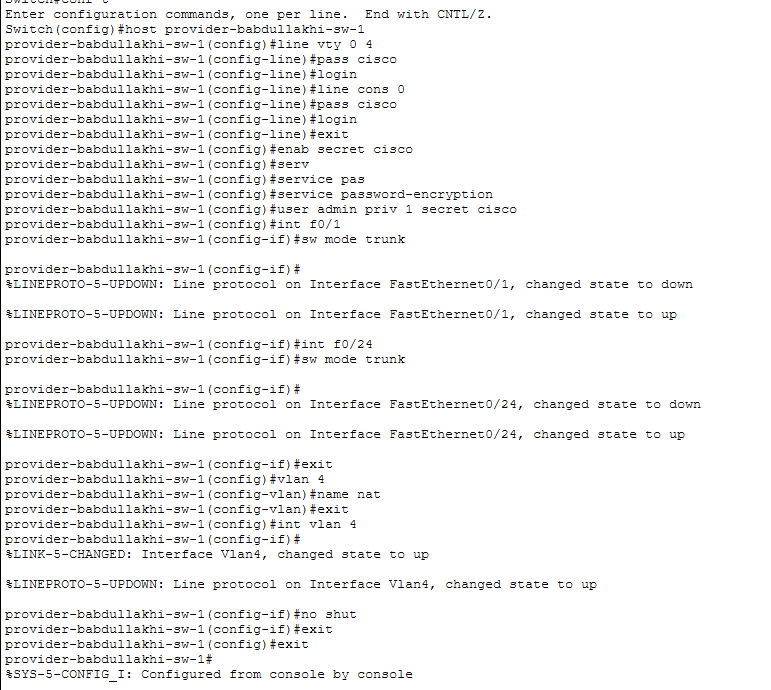 Switch#conf t
Enter configuration commands, one per line.  End with CNTL/Z.
Switch(config)#host provider-babdullakhi-sw-1
provider-babdullakhi-sw-1(config)#line vty 0 4
provider-babdullakhi-sw-1(config-line)#pass cisco
provider-babdullakhi-sw-1(config-line)#login
provider-babdullakhi-sw-1(config-line)#line cons 0
provider-babdullakhi-sw-1(config-line)#pass cisco
provider-babdullakhi-sw-1(config-line)#login
provider-babdullakhi-sw-1(config-line)#exit
provider-babdullakhi-sw-1(config)#enab secret cisco
provider-babdullakhi-sw-1(config)#serv
provider-babdullakhi-sw-1(config)#service pas
provider-babdullakhi-sw-1(config)#service password-encryption
provider-babdullakhi-sw-1(config)#user admin priv 1 secret cisco
provider-babdullakhi-sw-1(config)#int f0/1
provider-babdullakhi-sw-1(config-if)#sw mode trunk
provider-babdullakhi-sw-1(config-if)#
%LINEPROTO-5-UPDOWN: Line protocol on Interface FastEthernet0/1, changed state to down
%LINEPROTO-5-UPDOWN: Line protocol on Interface FastEthernet0/1, changed state to up
provider-babdullakhi-sw-1(config-if)#int f0/24
provider-babdullakhi-sw-1(config-if)#sw mode trunk
provider-babdullakhi-sw-1(config-if)#
%LINEPROTO-5-UPDOWN: Line protocol on Interface FastEthernet0/24, changed state to down
%LINEPROTO-5-UPDOWN: Line protocol on Interface FastEthernet0/24, changed state to up
provider-babdullakhi-sw-1(config-if)#exit
provider-babdullakhi-sw-1(config)#vlan 4
provider-babdullakhi-sw-1(config-vlan)#name nat
provider-babdullakhi-sw-1(config-vlan)#exit
provider-babdullakhi-sw-1(config)#int vlan 4
provider-babdullakhi-sw-1(config-if)#
%LINK-5-CHANGED: Interface Vlan4, changed state to up
%LINEPROTO-5-UPDOWN: Line protocol on Interface Vlan4, changed state to up
provider-babdullakhi-sw-1(config-if)#no shut
provider-babdullakhi-sw-1(config-if)#exit
provider-babdullakhi-sw-1(config)#exit
provider-babdullakhi-sw-1#
%SYS-5-CONFIG_I: Configured from console by console